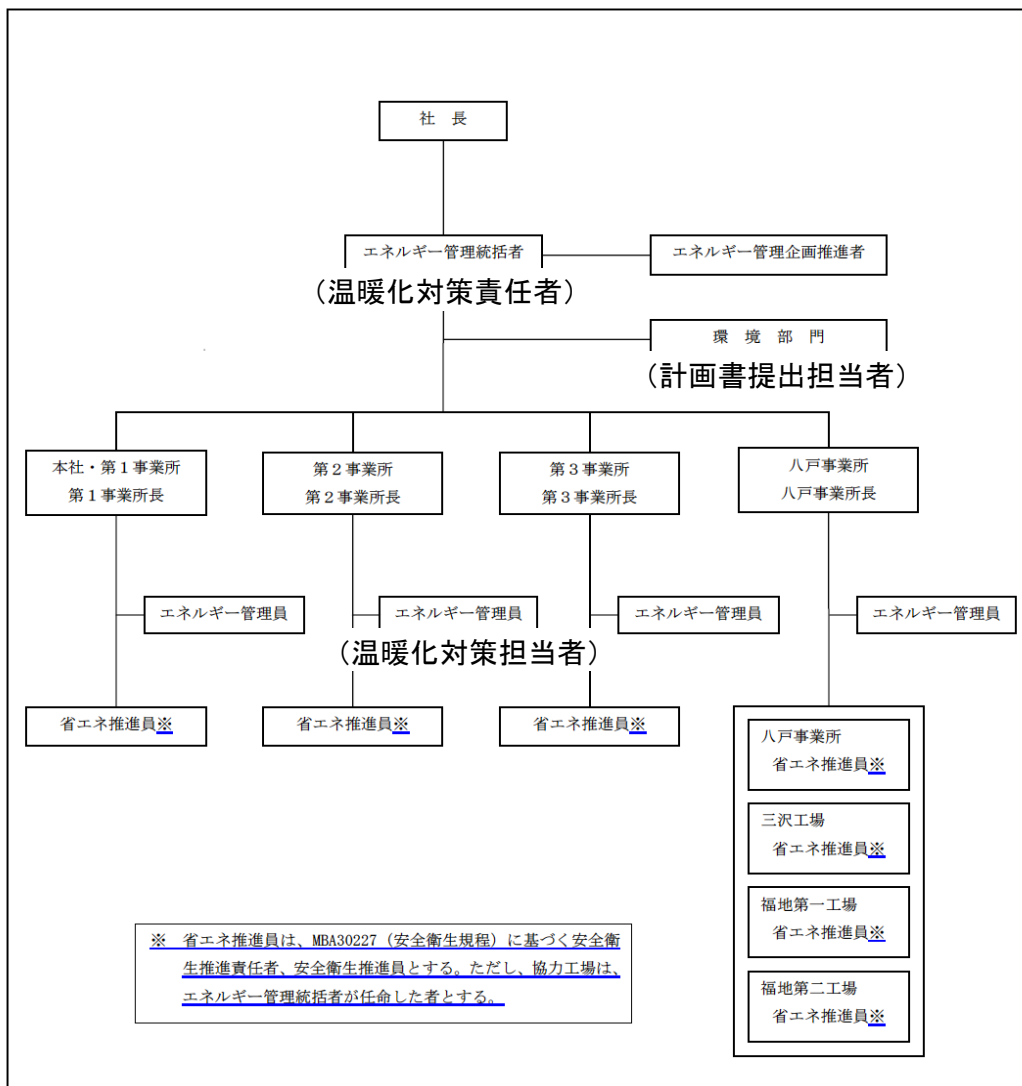 社　長
エネルギー管理統括者
エネルギー管理企画推進者
（温暖化対策責任者）
環　境　部　門
（計画書提出担当者）
本社・第１事業所
第１事業所長
第２事業所
第２事業所長
第３事業所
第３事業所長
八戸事業所
八戸事業所長
エネルギー管理員
エネルギー管理員
エネルギー管理員
エネルギー管理員
（温暖化対策担当者）
省エネ推進員※
省エネ推進員※
省エネ推進員※
八戸事業所
省エネ推進員※
三沢工場
省エネ推進員※
福地第一工場
省エネ推進員※
福地第二工場
省エネ推進員※
※　省エネ推進員は、MBA30227（安全衛生規程）に基づく安全衛
生推進責任者、安全衛生推進員とする。ただし、協力工場は、
エネルギー管理統括者が任命した者とする。